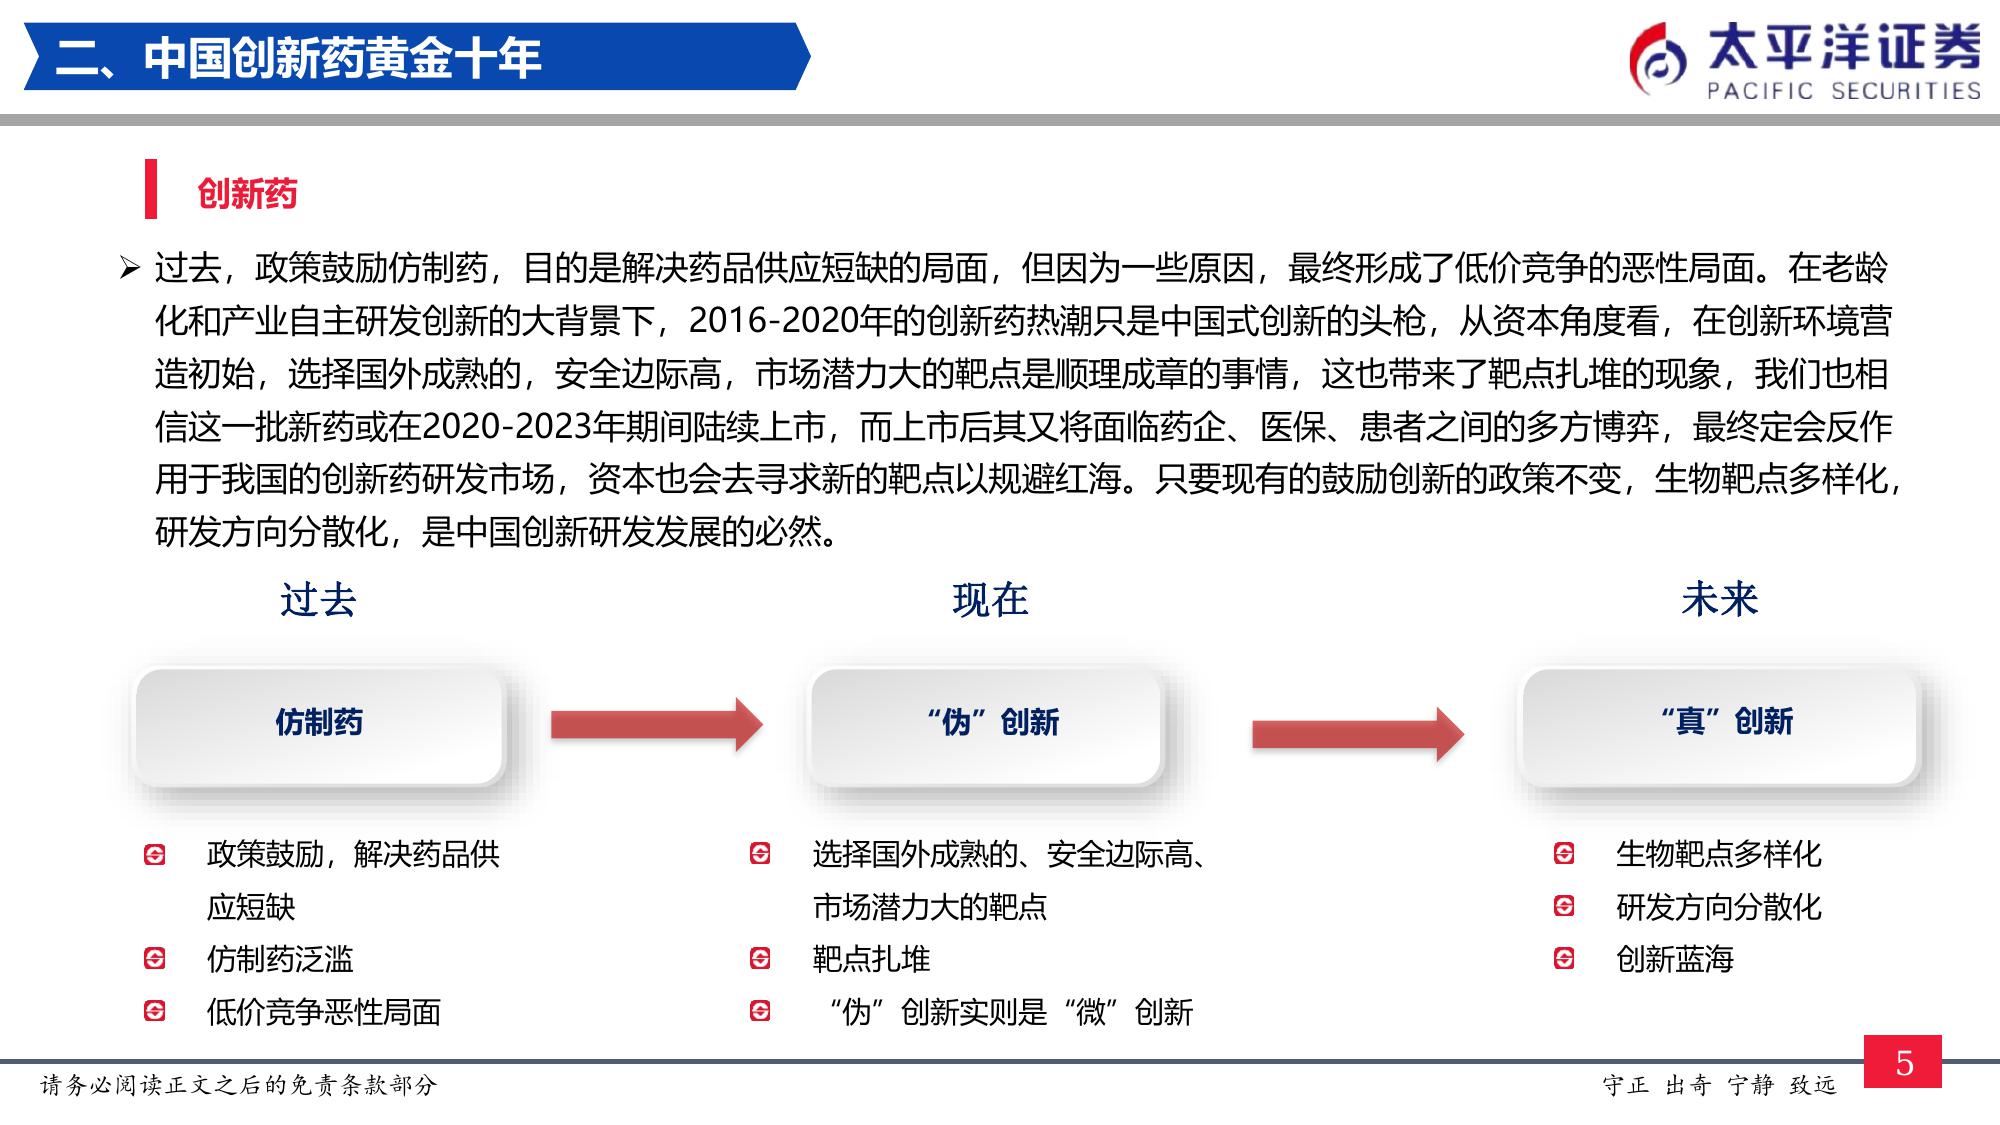 二、中国创新药黄金十年
太平洋证券
PACIFIC SECURITIES
创新药
过去，政策鼓励仿制药，目的是解决药品供应短缺的局面，但因为一些原因，最终形成了低价竞争的恶性局面。在老龄
化和产业自主研发创新的大背景下，2016-2020年的创新药热潮只是中国式创新的头枪，从资本角度看，在创新环境营
造初始，选择国外成熟的，安全边际高，市场潜力大的靶点是顺理成章的事情，这也带来了靶点扎堆的现象，我们也相
信这一批新药或在2020-2023年期间陆续上市，而上市后其又将面临药企、医保、患者之间的多方博弈，最终定会反作
用于我国的创新药研发市场，资本也会去寻求新的靶点以规避红海。只要现有的鼓励创新的政策不变，生物靶点多样化，
研发方向分散化，是中国创新研发发展的必然。
过去
现在
未来
仿制药
“伪”创新
“真”创新
政策鼓励，解决药品供
应短缺
仿制药泛滥
低价竞争恶性局面
选择国外成熟的、安全边际高、
市场潜力大的靶点
靶点扎堆
“伪”创新实则是“微”创新
生物靶点多样化
研发方向分散化
创新蓝海
请务必阅读正文之后的免责条款部分
守正 出奇 宁静 致远
5